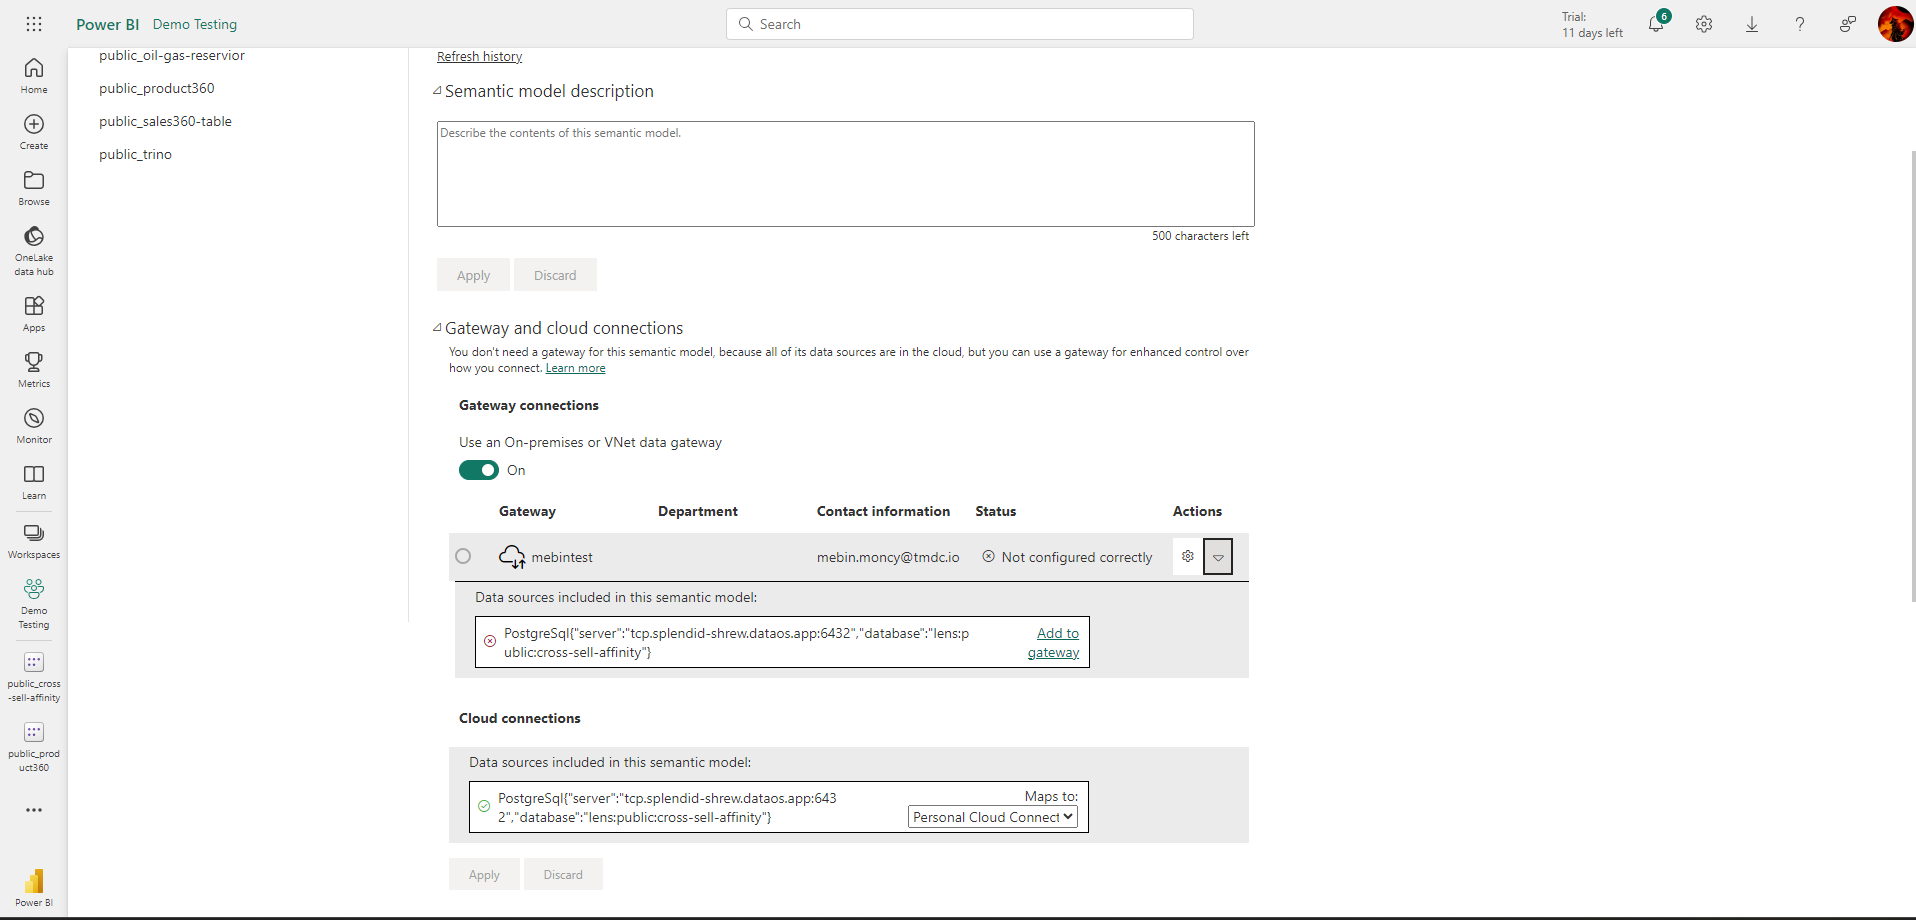 Power BI Demo Testing
Search
Trial:
11 days left
6
Home
Create
Browse
OneLake
data hub
Apps
Metrics
Monitor
Learn
Workspaces
Demo
Testing
public_cross
-sell-affinity
public_prod
uct360
Power BI
public_oil-gas-reservior
public_product360
public_sales360-table
public_trino
Refresh history
Semantic model description
Describe the contents of this semantic model.
500 characters left
Apply Discard
Gateway and cloud connections
You don't need a gateway for this semantic model, because all of its data sources are in the cloud, but you can use a gateway for enhanced control over
how you connect. Learn more
Gateway connections
Use an On-premises or VNet data gateway
On
Gateway Department Contact information Status Actions
mebintest mebin.moncy@tmdc.io Not configured correctly
Data sources included in this semantic model:
PostgreSql{"server":"tcp.splendid-shrew.dataos.app:6432","database":"lens:p
ublic:cross-sell-affinity"}
Add to
gateway
Cloud connections
Data sources included in this semantic model:
PostgreSql{"server":"tcp.splendid-shrew.dataos.app:643
2","database":"lens:public:cross-sell-affinity"}
Maps to:
Personal Cloud Connect
Apply Discard